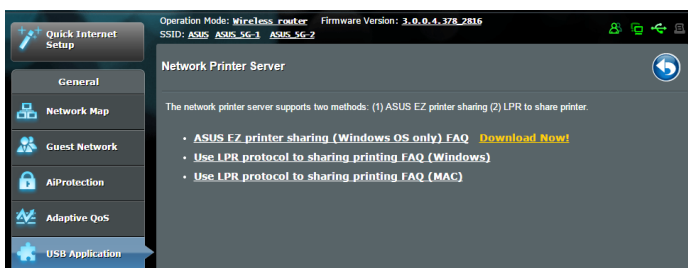 Quick Internet
Setup
Operation Mode: Wireless router Firmware Version: 3.0.0.4.378_2816
SSID: ASUS ASUS_5G-1 ASUS_5G-2
General
Network Map
Guest Network
AiProtection
Adaptive QoS
USB Application
Network Printer Server
The network printer server supports two methods: (1) ASUS EZ printer sharing (2) LPR to share printer.
ASUS EZ printer sharing (Windows OS only) FAQ Download Now!
Use LPR protocol to sharing printing FAQ (Windows)
Use LPR protocol to sharing printing FAQ (MAC)